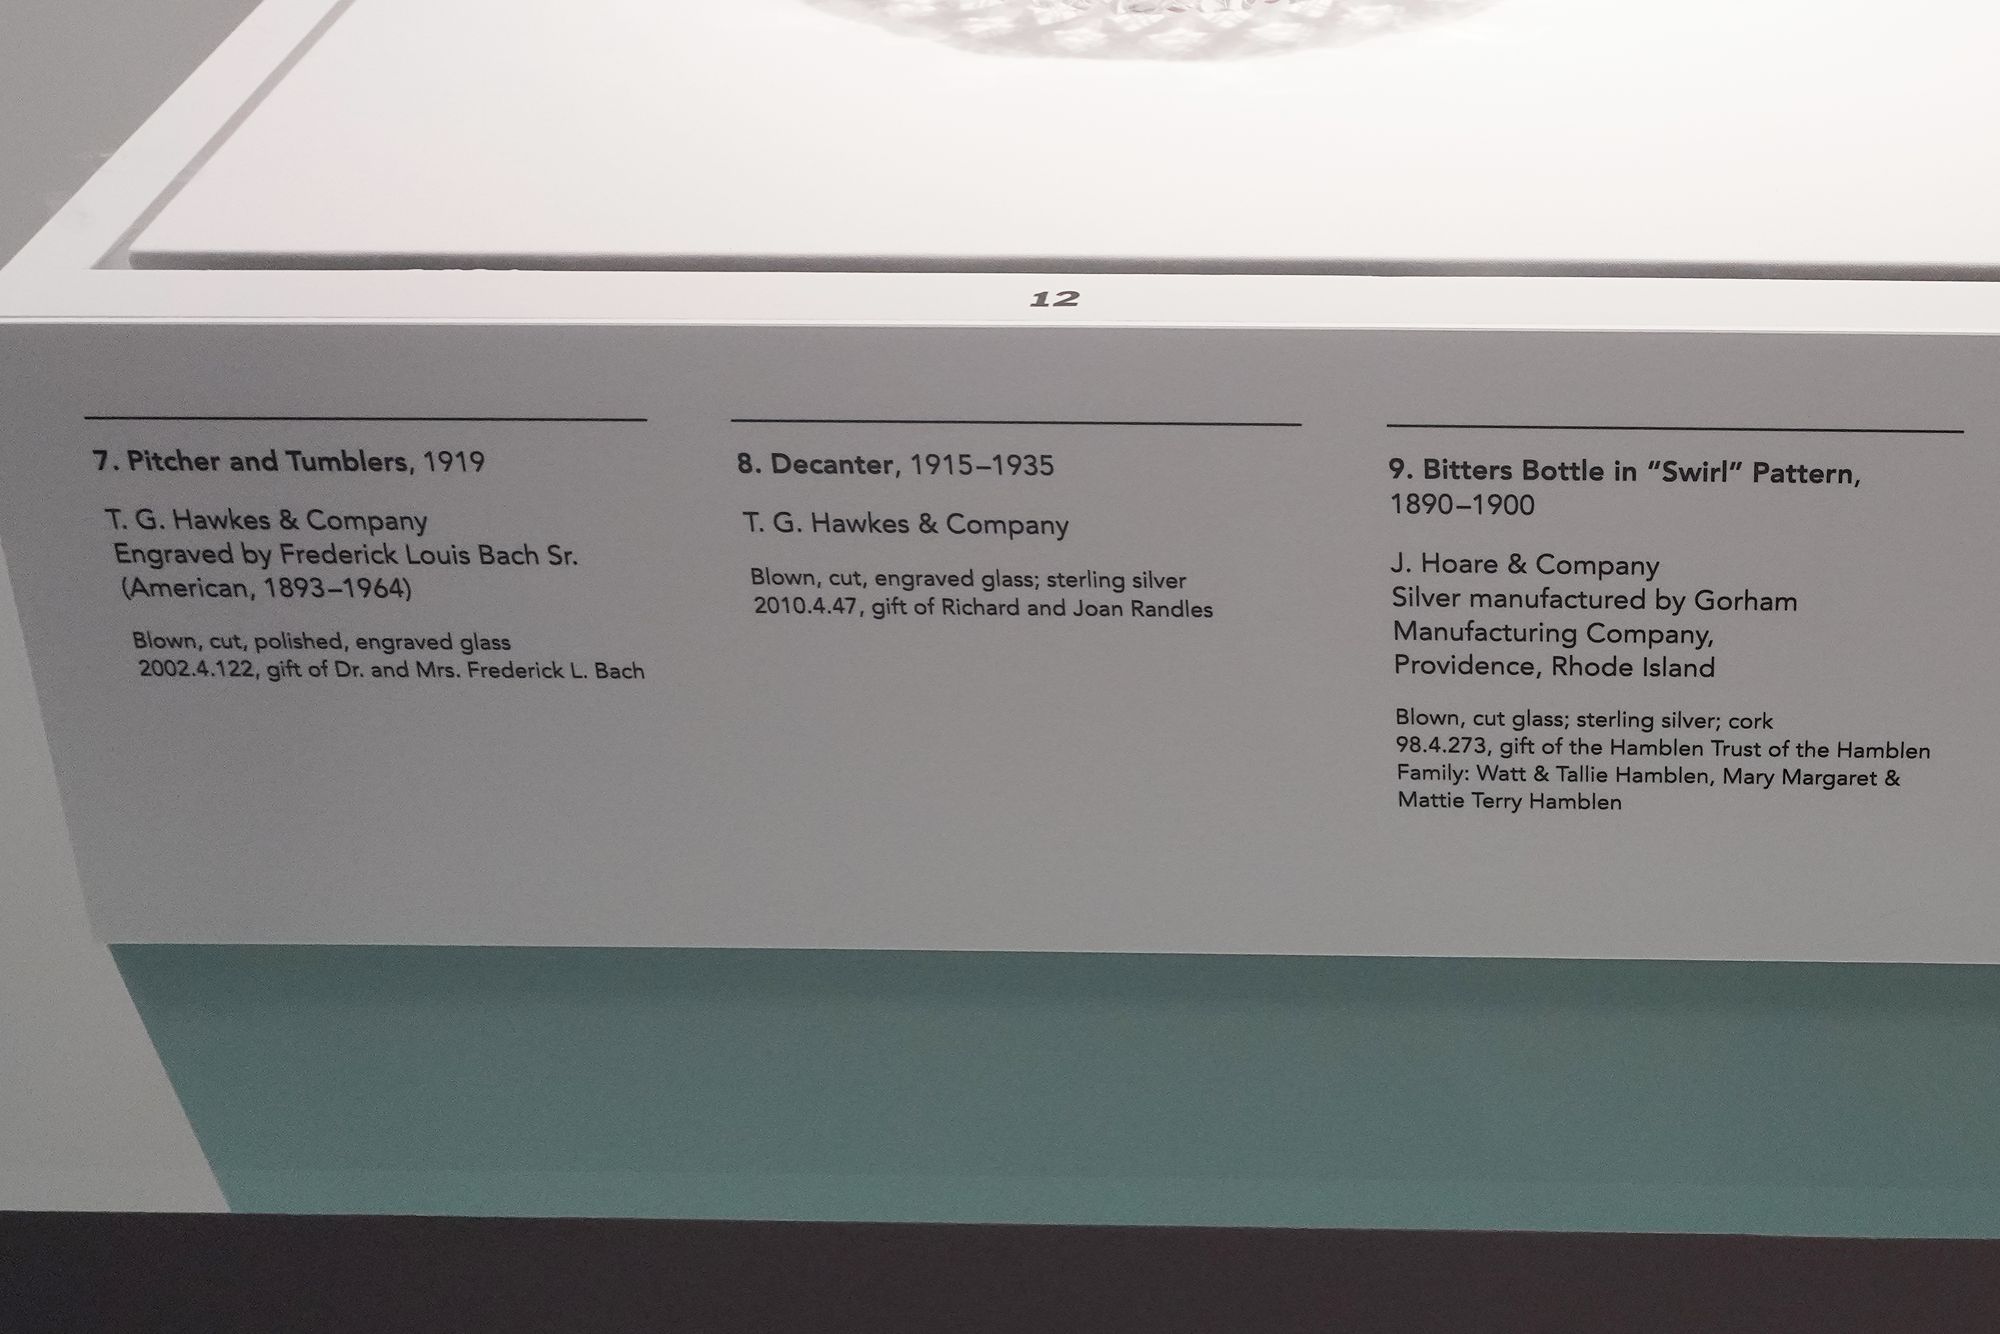 12
7. Pitcher and Tumblers, 1919
T. G. Hawkes & Company
Engraved by Frederick Louis Bach Sr.
(American, 1893–1964)
Blown, cut, polished, engraved glass
2002.4.122, gift of Dr. and Mrs. Frederick L. Bach
8. Decanter, 1915–1935
T. G. Hawkes & Company
Blown, cut, engraved glass; sterling silver
2010.4.47, gift of Richard and Joan Randles
9. Bitters Bottle in “Swirl” Pattern,
1890–1900
J. Hoare & Company
Silver manufactured by Gorham
Manufacturing Company,
Providence, Rhode Island
Blown, cut glass; sterling silver; cork
98.4.273, gift of the Hamblen Trust of the Hamblen
Family: Watt & Tallie Hamblen, Mary Margaret &
Mattie Terry Hamblen